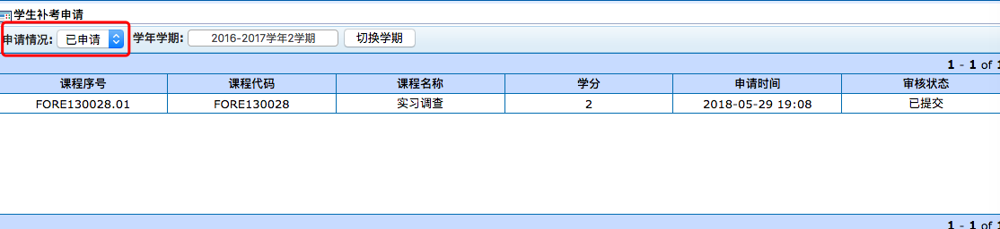 学生补考申请
申请情况: 已申请 学年学期: 2016-2017学年2学期 切换学期
1 - 1 of 1
课程序号 课程代码 课程名称 学分 申请时间 审核状态
FORE130028.01 FORE130028 实习调查 2 2018-05-29 19:08 已提交
1 - 1 of 1